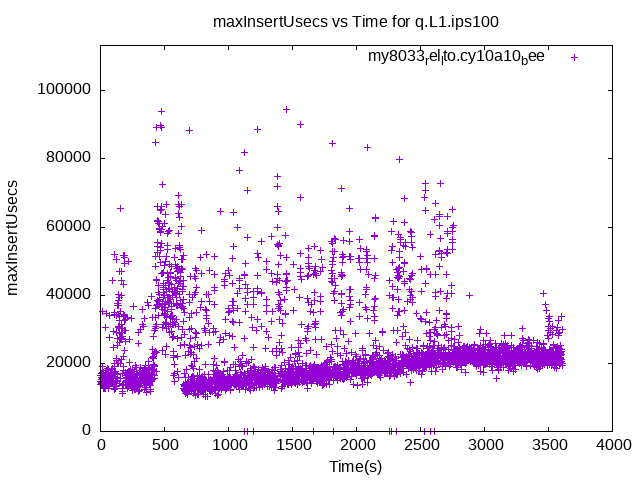 maxInsertUsecs vs Time for q.L1.ips100
my8033_rel_lto.cy10a10_bee
100000
80000
60000
40000
20000
0
maxInsertUsecs
0 500 1000 1500 2000 2500 3000 3500 4000
Time(s)